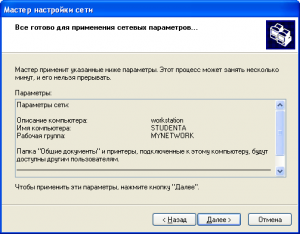 Мастер настройки сети
Все готово для применения сетевых параметров...
Мастер применит указанные ниже параметры. Этот процесс может занять несколько
минут, и его нельзя прерывать.
Параметры:
Параметры сети:
Описание компьютера: workstation
Имя компьютера: STUDENTA
Рабочая группа: MYNETWORK
Папка "Общие документы" и принтеры, подключенные к этому компьютеру, будут
доступны другим пользователям.
Чтобы применить эти параметры, нажмите кнопку "Далее".
< Назад Далее > Отмена